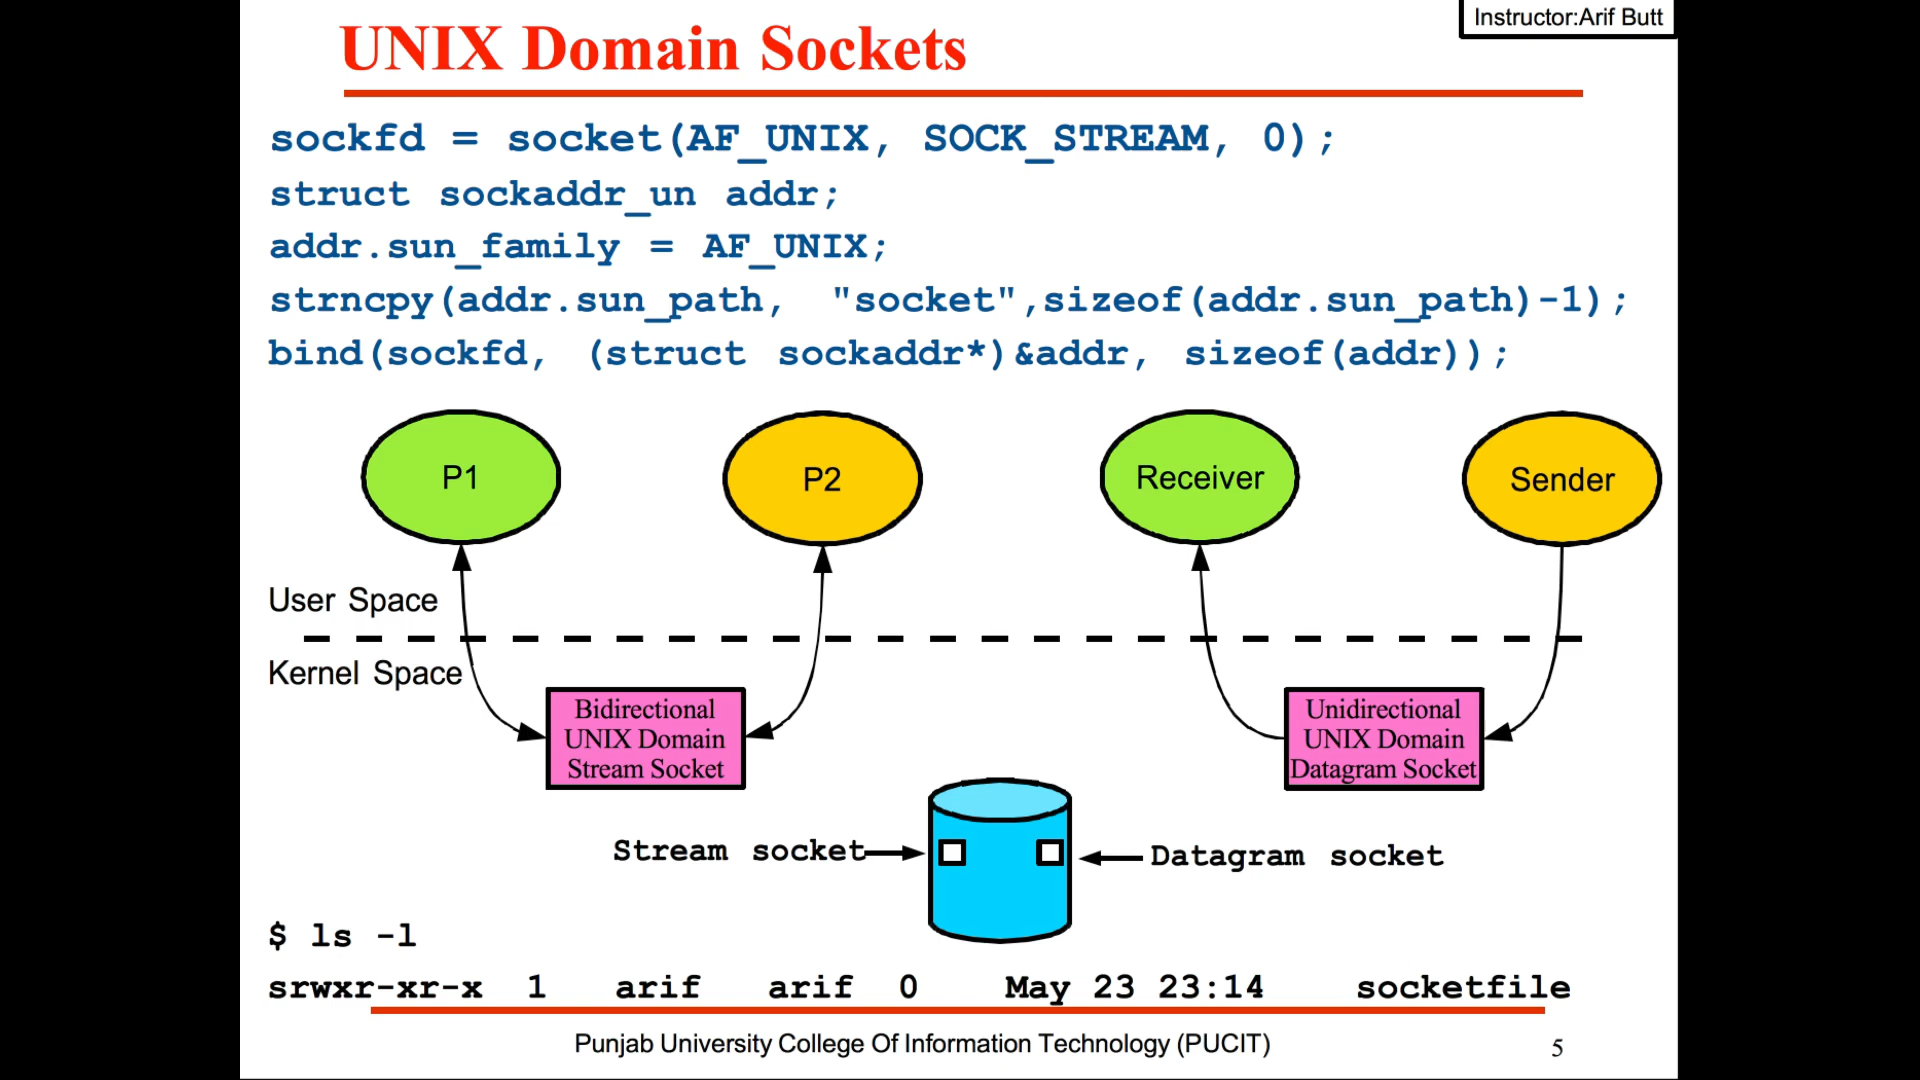 Instructor:Arif Butt
UNIX Domain Sockets
sockfd = socket(AF_UNIX, SOCK_STREAM, 0);
struct sockaddr_un addr;
addr.sun_family = AF_UNIX;
strncpy(addr.sun_path, "socket",sizeof(addr.sun_path)-1);
bind(sockfd, (struct sockaddr*)&addr, sizeof(addr));
P1
P2
Receiver
Sender
User Space
Kernel Space
Bidirectional
UNIX Domain
Stream Socket
Unidirectional
UNIX Domain
Datagram Socket
Stream socket
Datagram socket
$ ls -l
srwxr-xr-x 1 arif arif 0 May 23 23:14 socketfile
Punjab University College Of Information Technology (PUCIT)
5